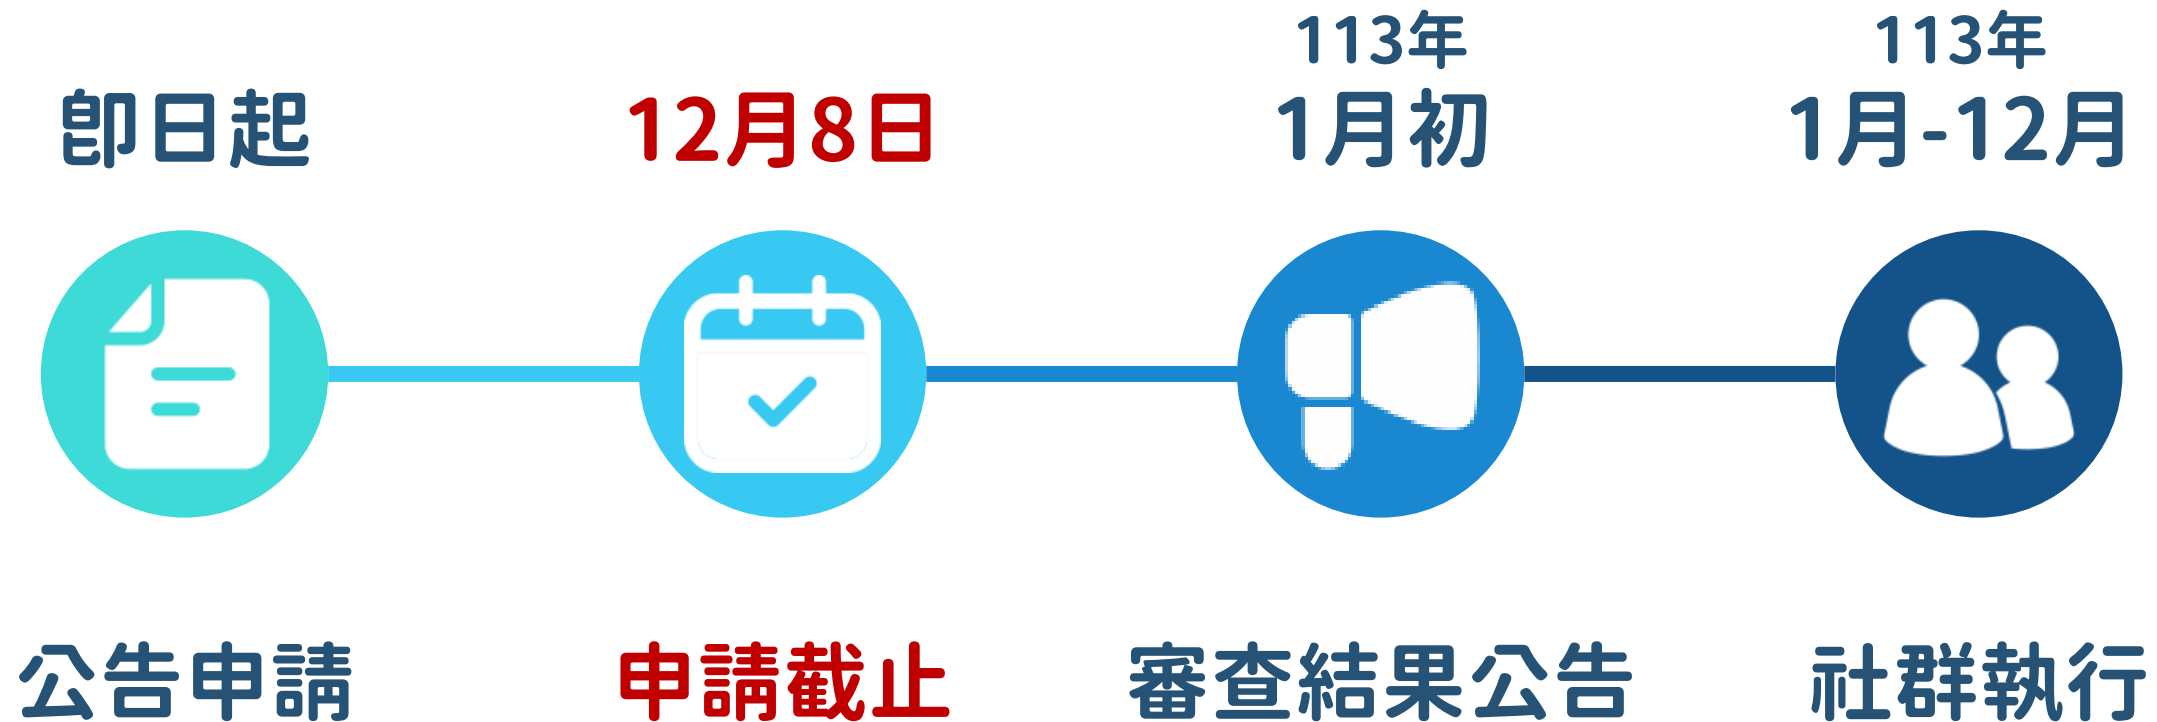 即日起
公告申請
12月8日
申請截止
113年
1月初
審查結果公告
113年
1月-12月
社群執行